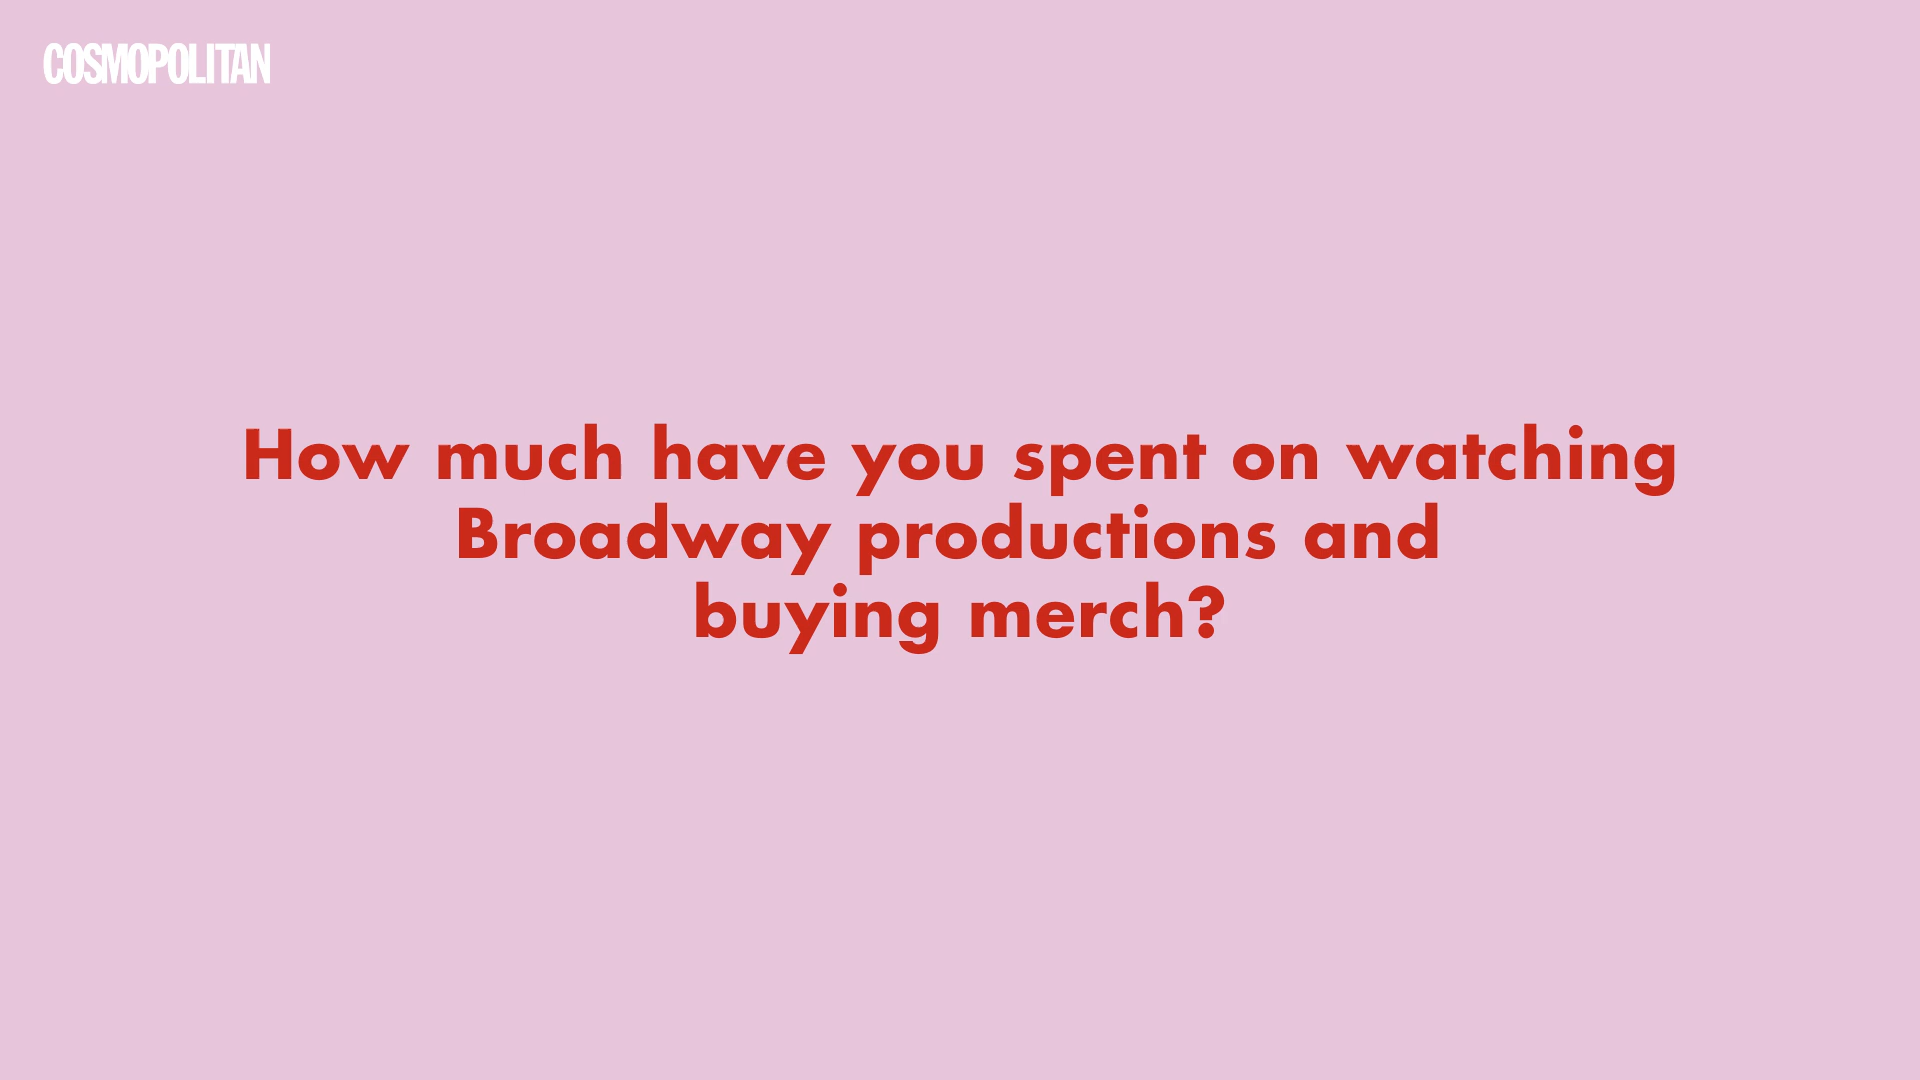 COSMOPOLITAN
How much have you spent on watching
Broadway productions and
buying merch?